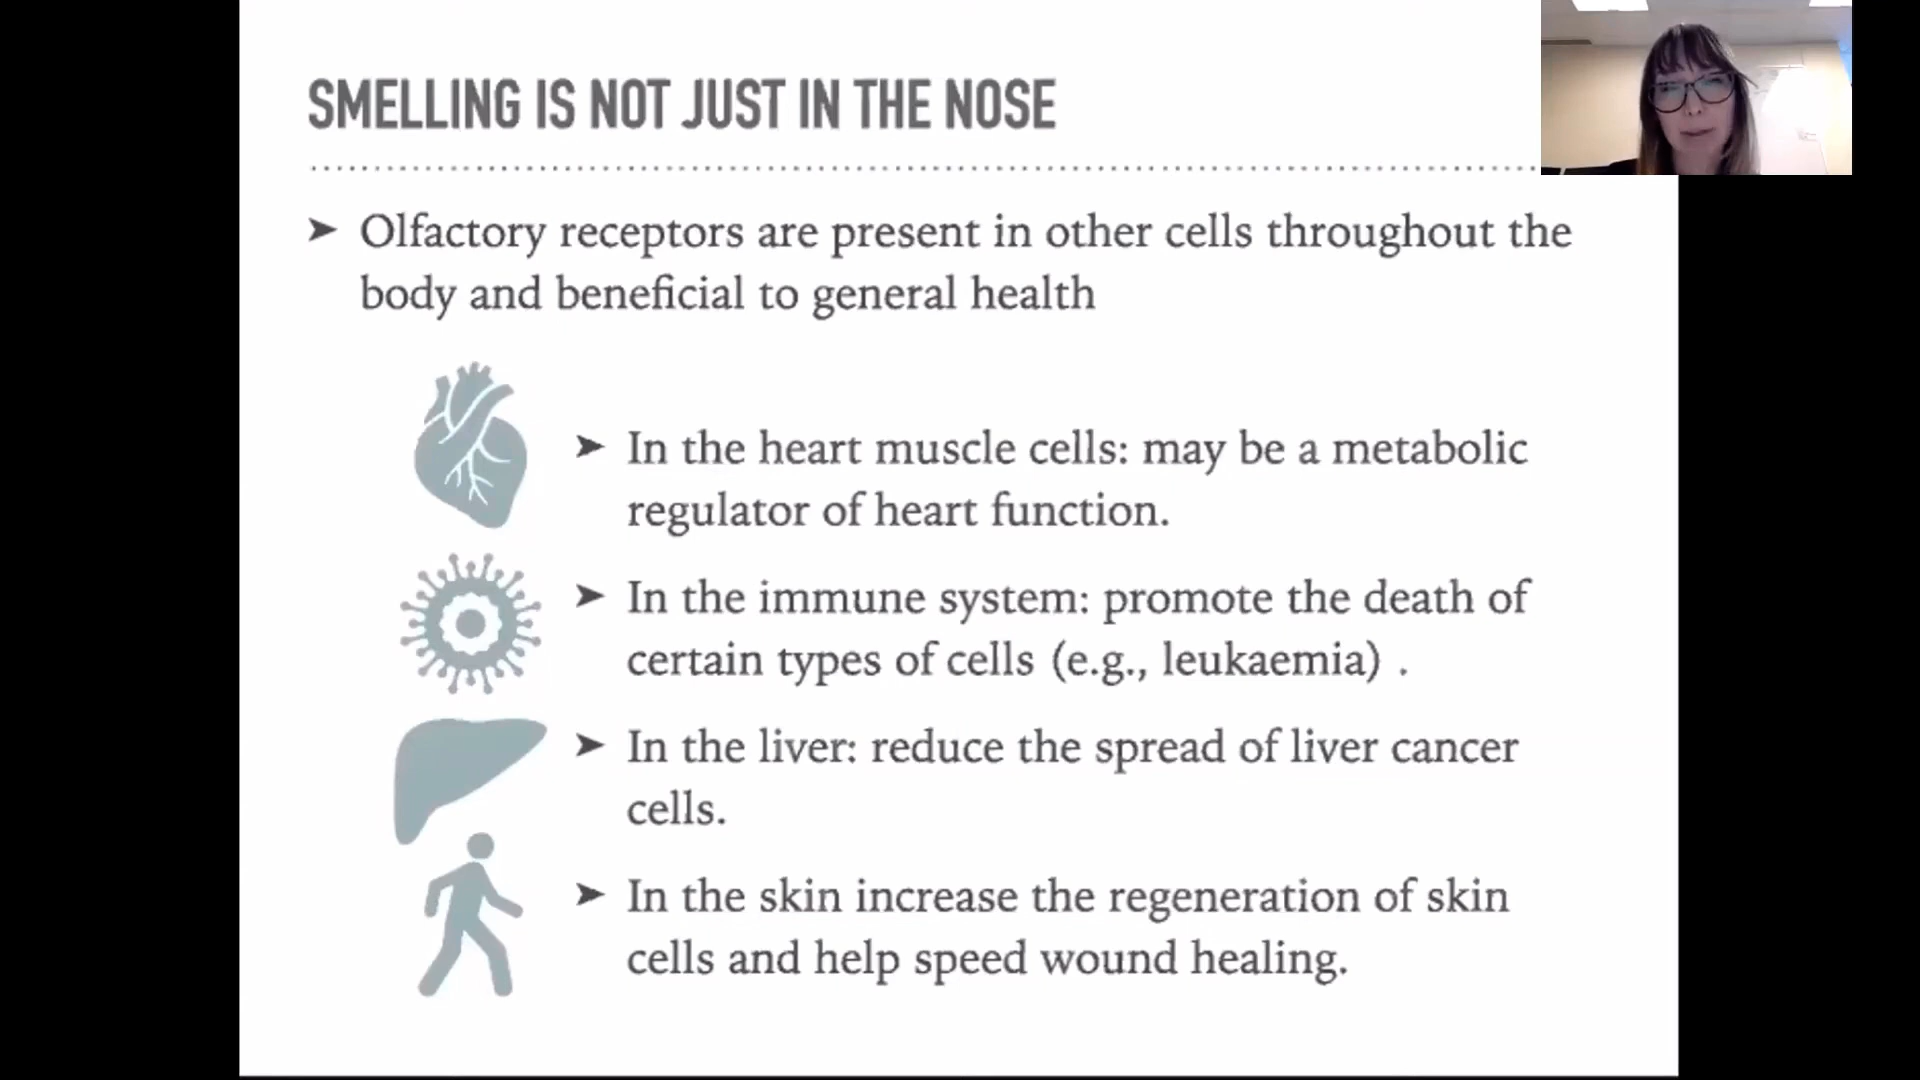 SMELLING IS NOT JUST IN THE NOSE
➤ Olfactory receptors are present in other cells throughout the
body and beneficial to general health
➤ In the heart muscle cells: may be a metabolic
regulator of heart function.
➤ In the immune system: promote the death of
certain types of cells (e.g., leukaemia) .
➤ In the liver: reduce the spread of liver cancer
cells.
➤ In the skin increase the regeneration of skin
cells and help speed wound healing.